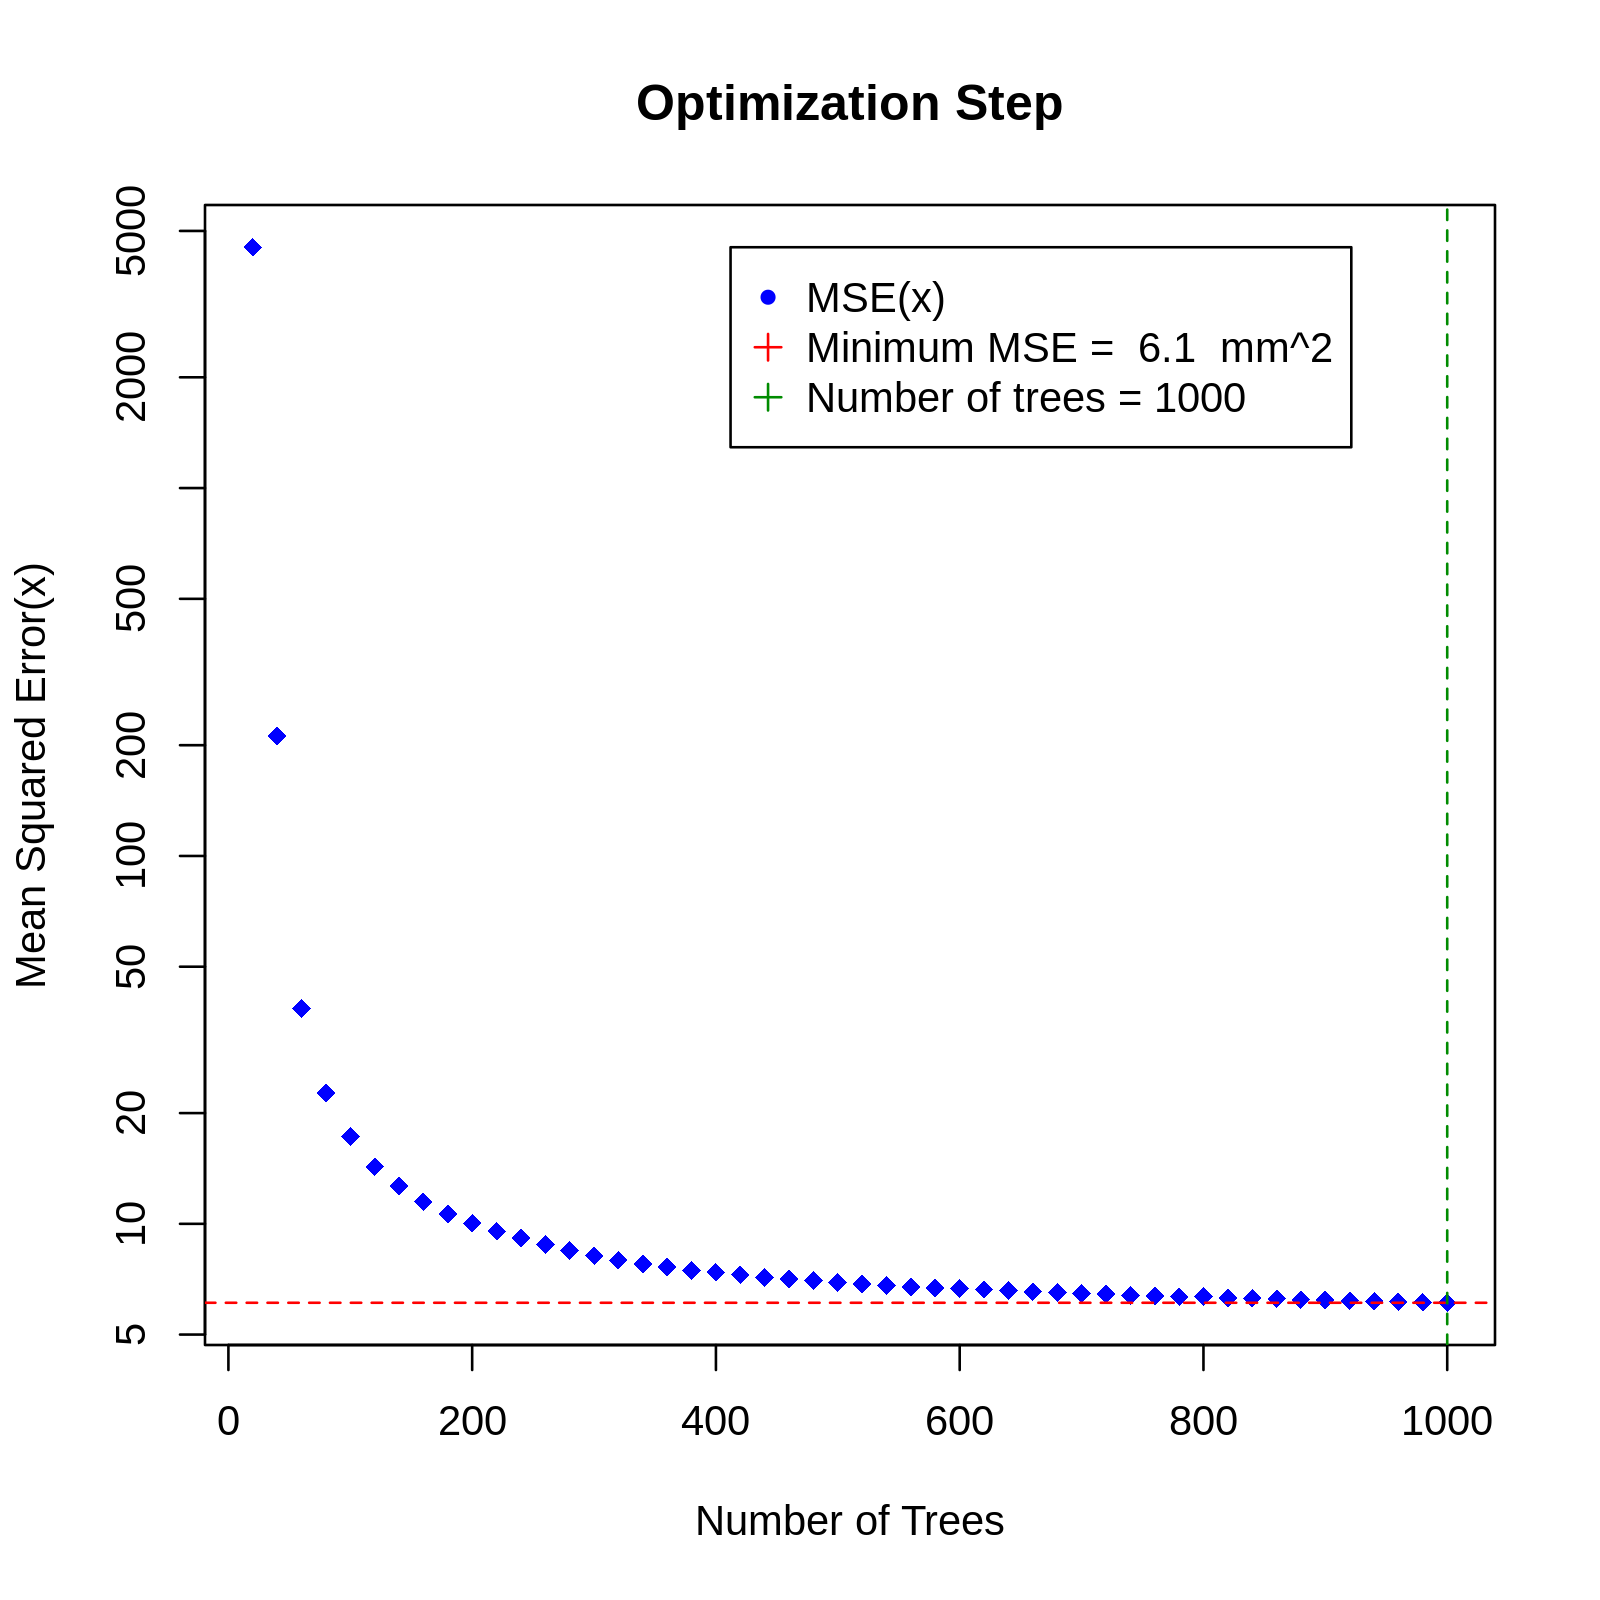 Optimization Step
MSE(x)
Minimum MSE =  6.1  mm^2
Number of trees = 1000
Mean Squared Error(x)
5000
2000
500
200
100
50
20
10
5
0 200 400 600 800 1000
Number of Trees